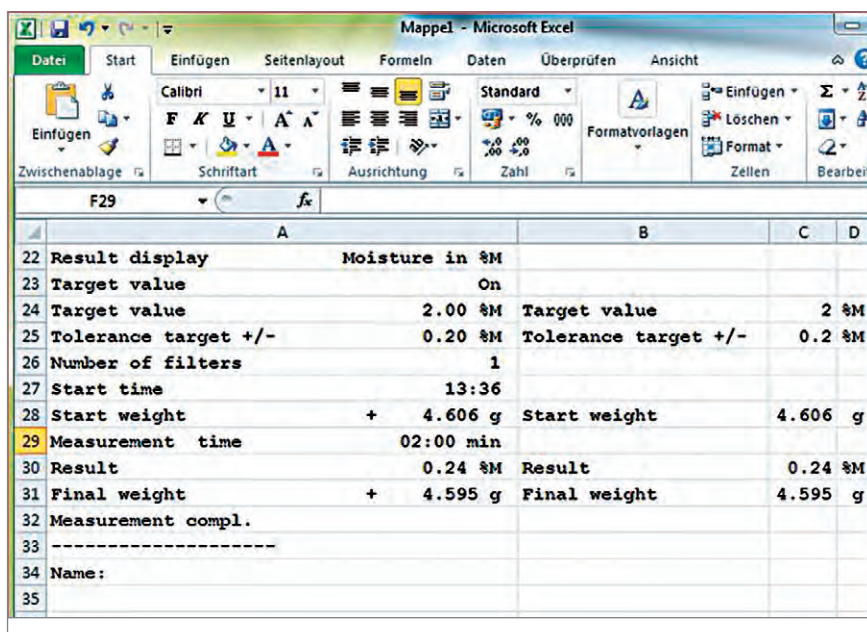 Mappe1 - Microsoft Excel
Datei Start Einfügen Seitenlayout Formeln Daten Überprüfen Ansicht
Einfügen
Calibri 11
F K U A A
A
Standard
% 000
,00 ,00
Formatvorlagen
Einfügen
Löschen
Format
Σ
Zwischenablage Schriftart Ausrichtung Zahl Zellen Bearbei
F29 fx
A B C D
22 Result display Moisture in %M
23 Target value On
24 Target value 2.00 %M Target value 2 %M
25 Tolerance target +/- 0.20 %M Tolerance target +/- 0.2 %M
26 Number of filters 1
27 Start time 13:36
28 Start weight + 4.606 g Start weight 4.606 g
29 Measurement time 02:00 min
30 Result 0.24 %M Result 0.24 %M
31 Final weight + 4.595 g Final weight 4.595 g
32 Measurement compl.
33 --------------------
34 Name:
35